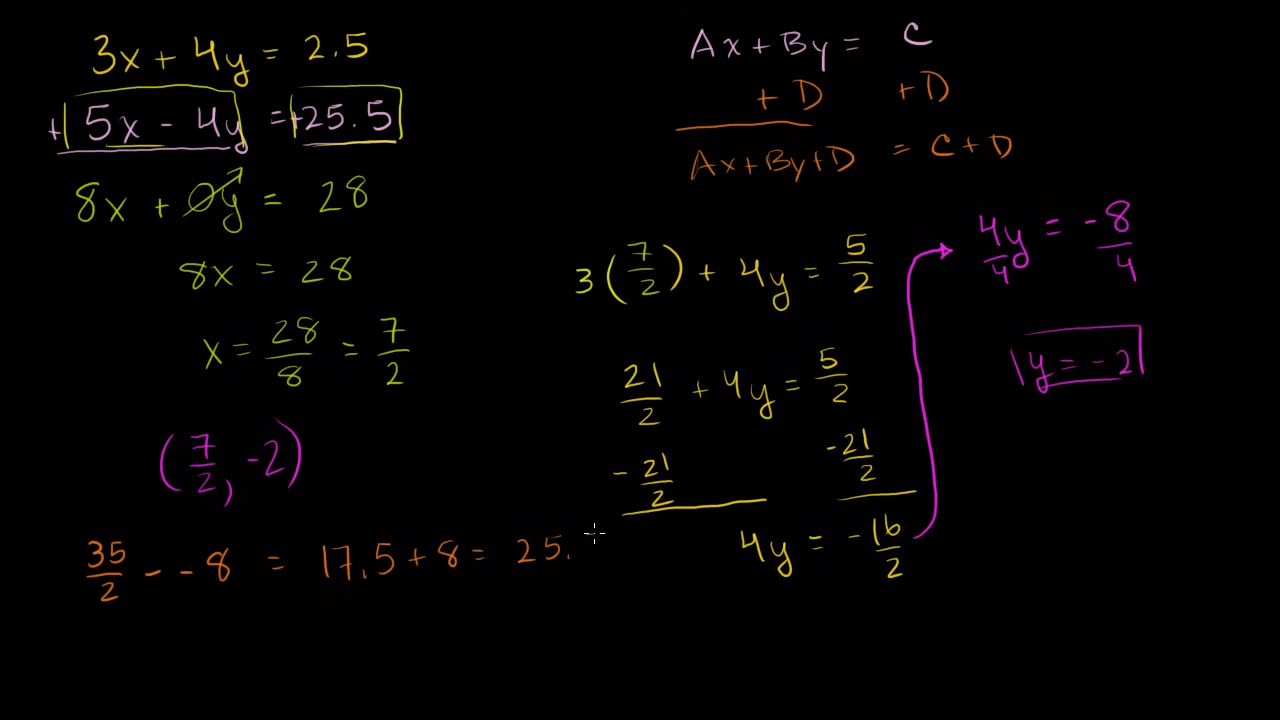 3x + 4y = 2.5
+ 5x - 4y = +25.5
8x + 0y = 28
8x = 28
x = 28/8 = 7/2
(7/2, -2)
35/2 - -8 = 17.5 + 8 = 25.
Ax + By = C
+ D +D
Ax + By + D = C + D
3(7/2) + 4y = 5/2
21/2 + 4y = 5/2
-21/2 -21/2
4y = -16/2
4y/4 = -8/4
y = -2